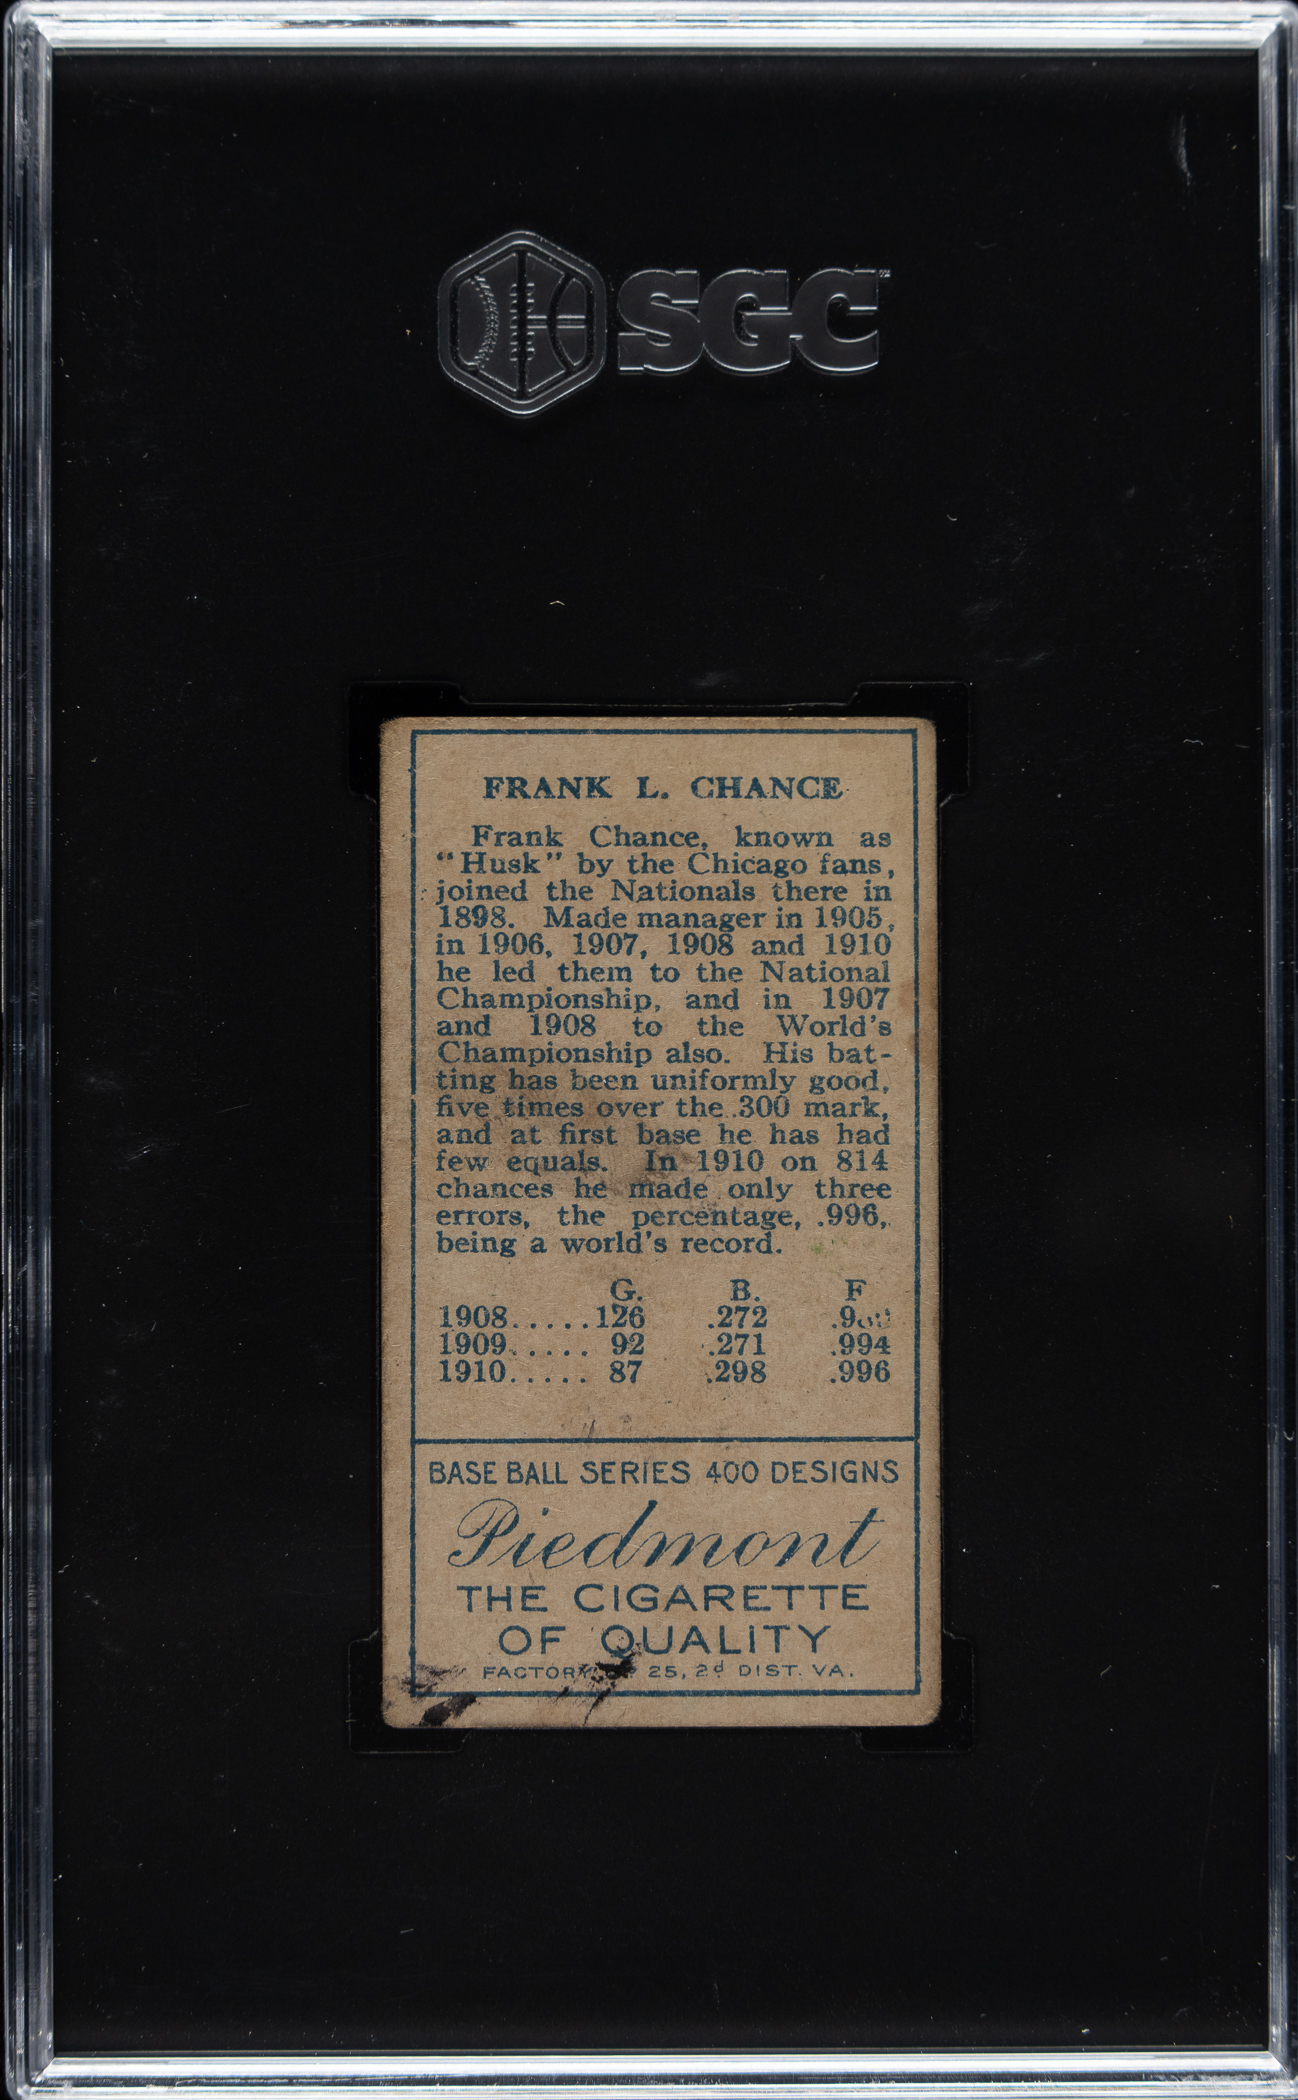 SGC
FRANK L. CHANCE
Frank Chance, known as
"Husk" by the Chicago fans,
joined the Nationals there in
1898. Made manager in 1905,
in 1906, 1907, 1908 and 1910
he led them to the National
Championship, and in 1907
and 1908 to the World's
Championship also. His bat-
ting has been uniformly good,
five times over the .300 mark,
and at first base he has had
few equals. In 1910 on 814
chances he made only three
errors, the percentage, .996,
being a world's record.
G. B. F
1908.....126 .272
1909..... 92 .271 .994
1910..... 87 .298 .996
BASE BALL SERIES 400 DESIGNS
Piedmont
THE CIGARETTE
OF QUALITY
FACTORY 25, 2d DIST. VA.